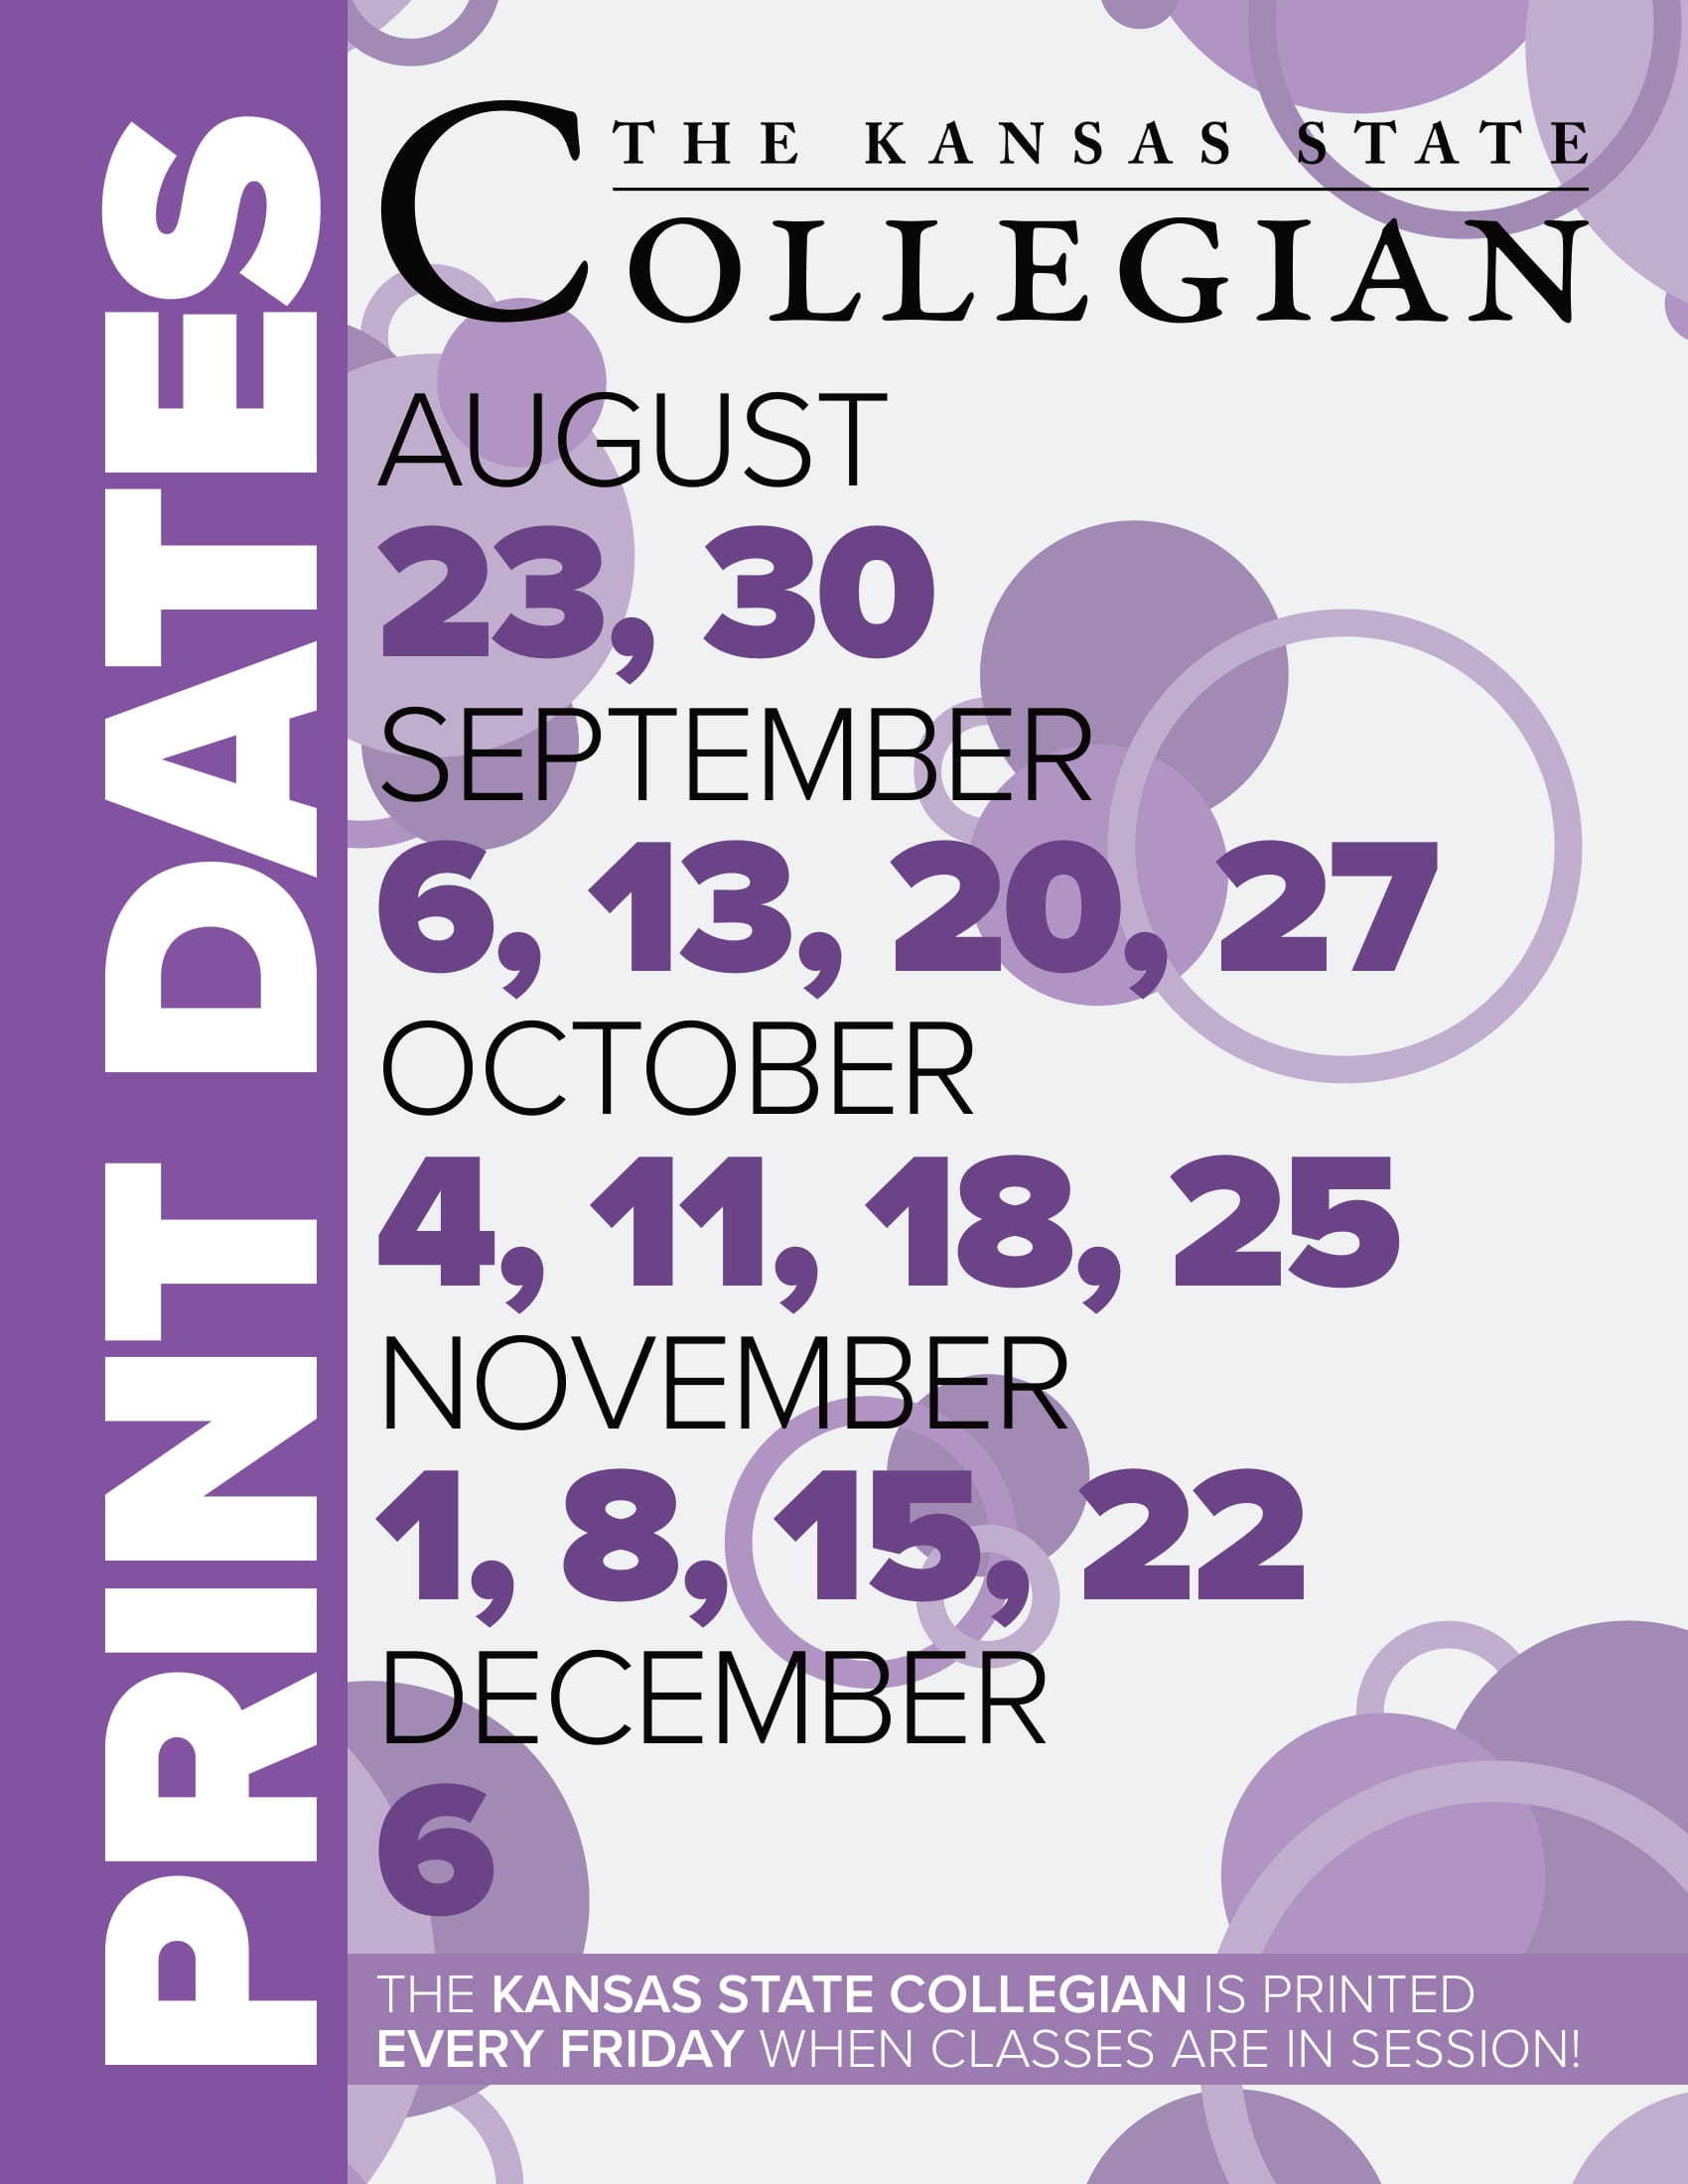 PRINT DATES
THE KANSAS STATE
COLLEGIAN
AUGUST
23, 30
SEPTEMBER
6, 13, 20, 27
OCTOBER
4, 11, 18, 25
NOVEMBER
1, 8, 15, 22
DECEMBER
6
THE KANSAS STATE COLLEGIAN IS PRINTED
EVERY FRIDAY WHEN CLASSES ARE IN SESSION!